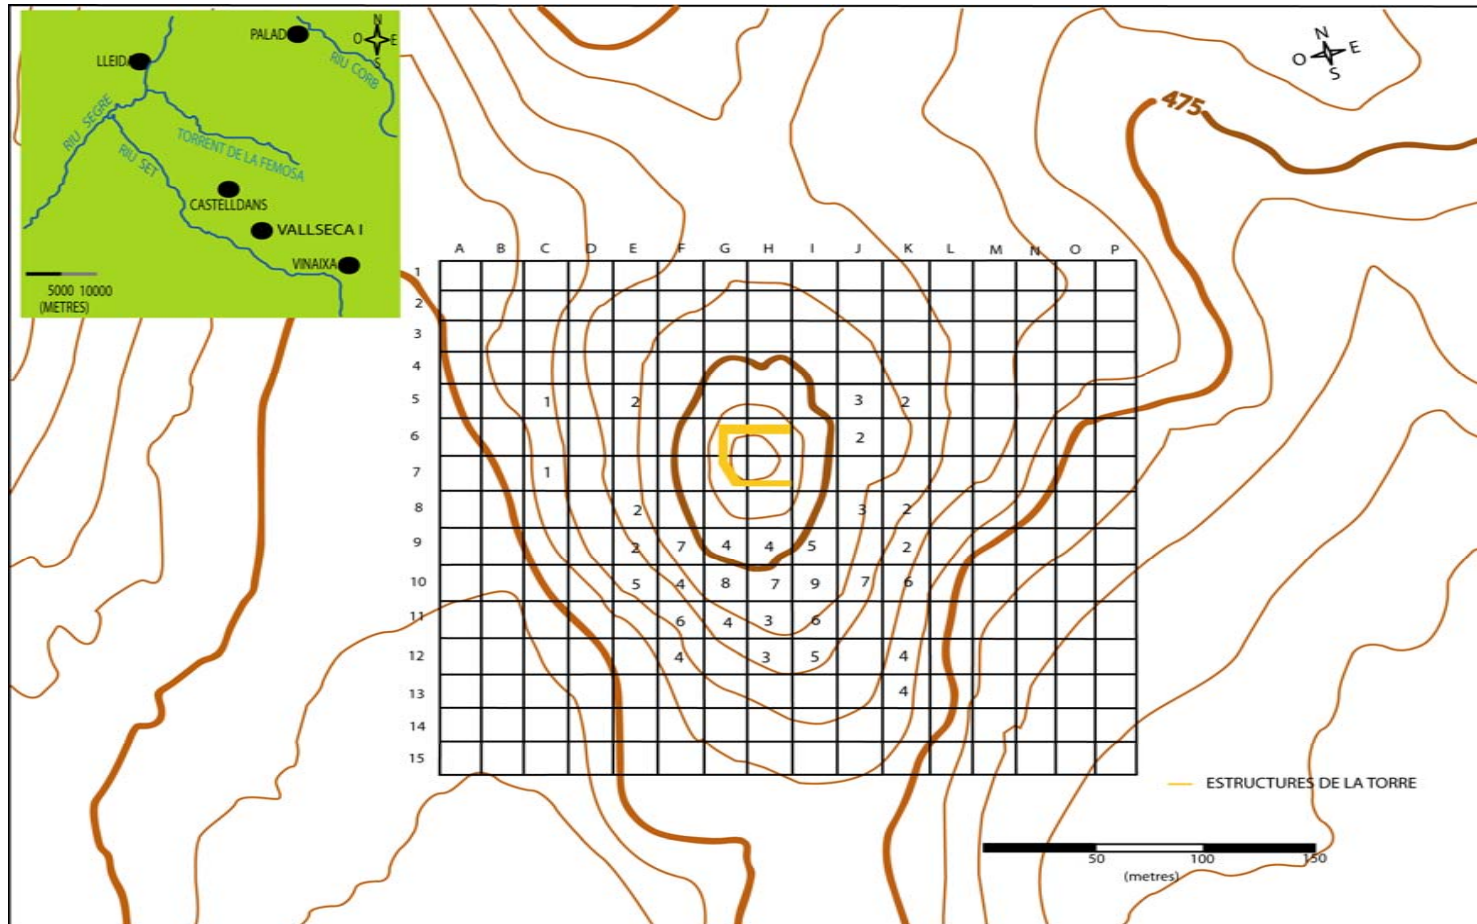 N
PALAD
O E
S
LLEIDA
RIU CORB
RIU SEGRE
TORRENT DE LA FEMOSA
RIU SET
CASTELLDANS
VALLSECA I
VINAIXA
5000 10000
(METRES)
N
O E
S
475
A B C D E F G H I J K L M N O P
1
2
3
4
5 1 2 3 2
6 2
7 1
8 2 3 2
9 2 7 4 4 5 2
10 5 4 8 7 9 7 6
11 6 4 3 6
12 4 3 5 4
13 4
14
15
ESTRUCTURES DE LA TORRE
50 100 150
(metres)